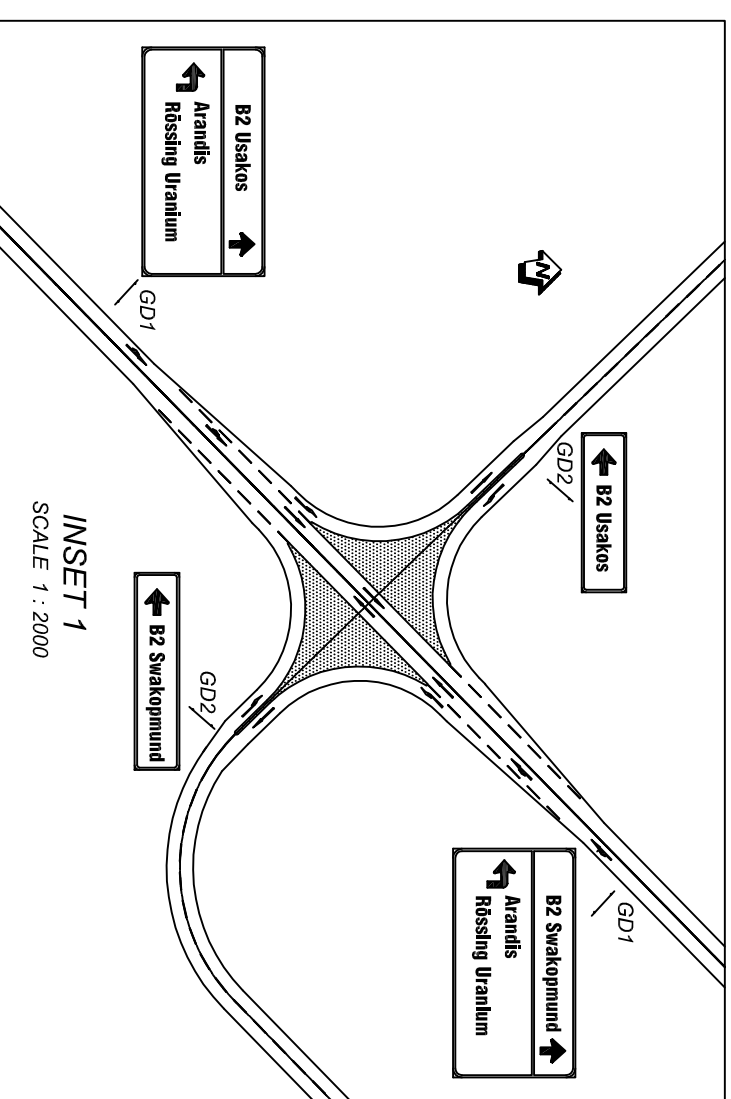 B2 Usakos
Arandis
Rössing Uranium
GD1
N
B2 Usakos
GD2
INSET 1
SCALE 1 : 2000
B2 Swakopmund
GD2
B2 Swakopmund
Arandis
Rössing Uranium
GD1